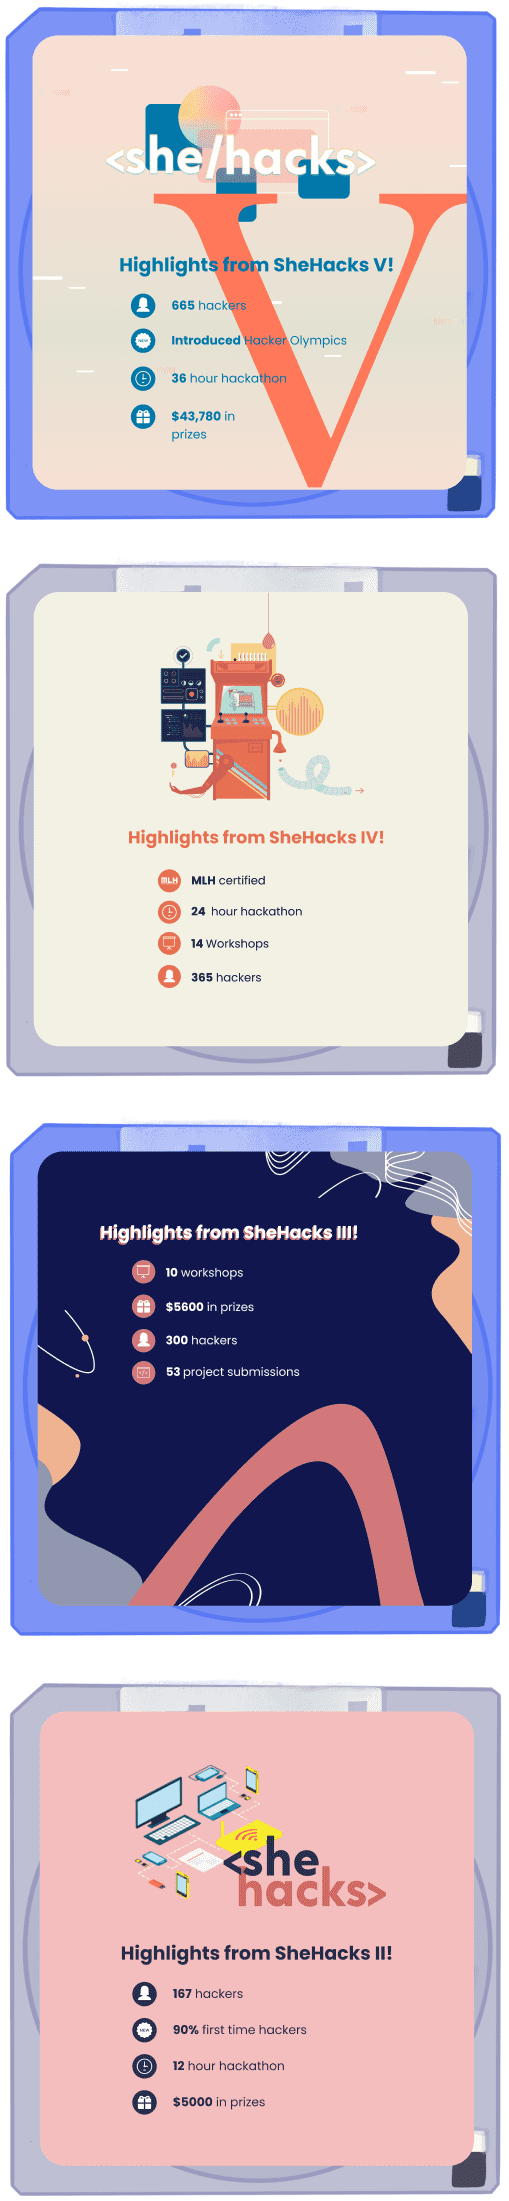 <she/hacks>
Highlights from SheHacks V!
665 hackers
NEW
Introduced Hacker Olympics
36 hour hackathon
$43,780 in
prizes
Highlights from SheHacks IV!
MLH
MLH certified
24 hour hackathon
14 Workshops
365 hackers
Highlights from SheHacks III!
10 workshops
$5600 in prizes
300 hackers
</>
53 project submissions
<she
hacks>
Highlights from SheHacks II!
167 hackers
NEW
90% first time hackers
12 hour hackathon
$5000 in prizes